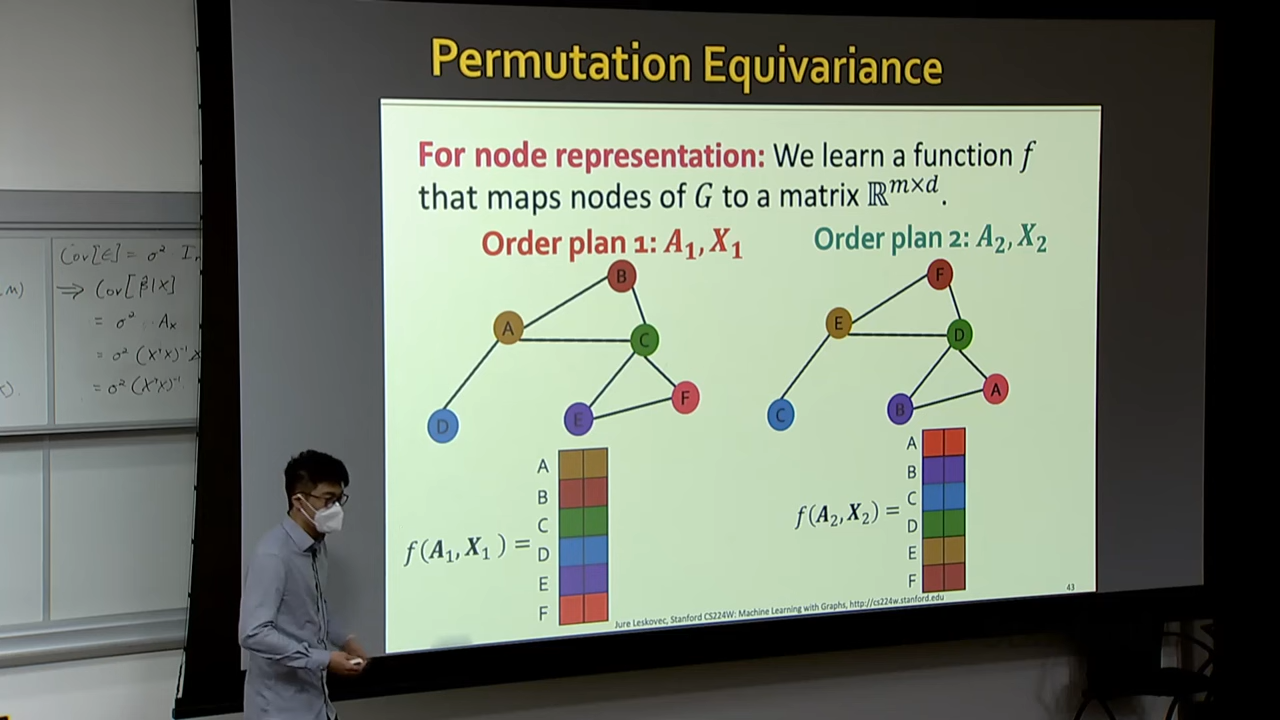 Permutation Equivariance
For node representation: We learn a function f
that maps nodes of G to a matrix ℝ^{m×d}.
Order plan 1: A₁, X₁
Order plan 2: A₂, X₂
B
A
C
F
E
D
F
E
D
A
B
C
f(A₁, X₁) =
A
B
C
D
E
F
f(A₂, X₂) =
A
B
C
D
E
F
43
Jure Leskovec, Stanford CS224W: Machine Learning with Graphs, http://cs224w.stanford.edu
Cov[ε] = σ²
⇒ Cov[β̂|X]
= σ² · Aₓ
= σ² (X'X)⁻¹
= σ² (X'X)⁻¹